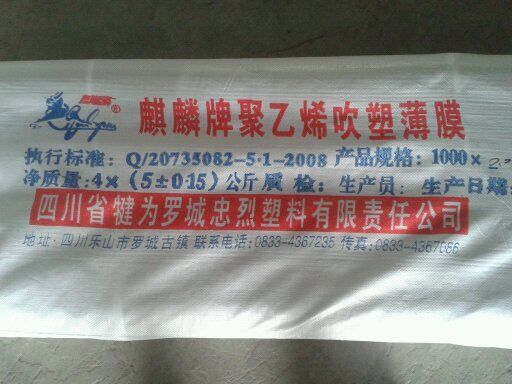 麒麟牌聚乙烯吹塑薄膜
执行标准: Q/20735082-5·1-2008 产品规格: 1000×
净质量:4×(5±0·15)公斤 质 检: 生产员: 生产日期:
四川省犍为罗城忠烈塑料有限责任公司
地址·四川乐山市罗城古镇 联系电话:0833-4367235 传真:0833-4367086